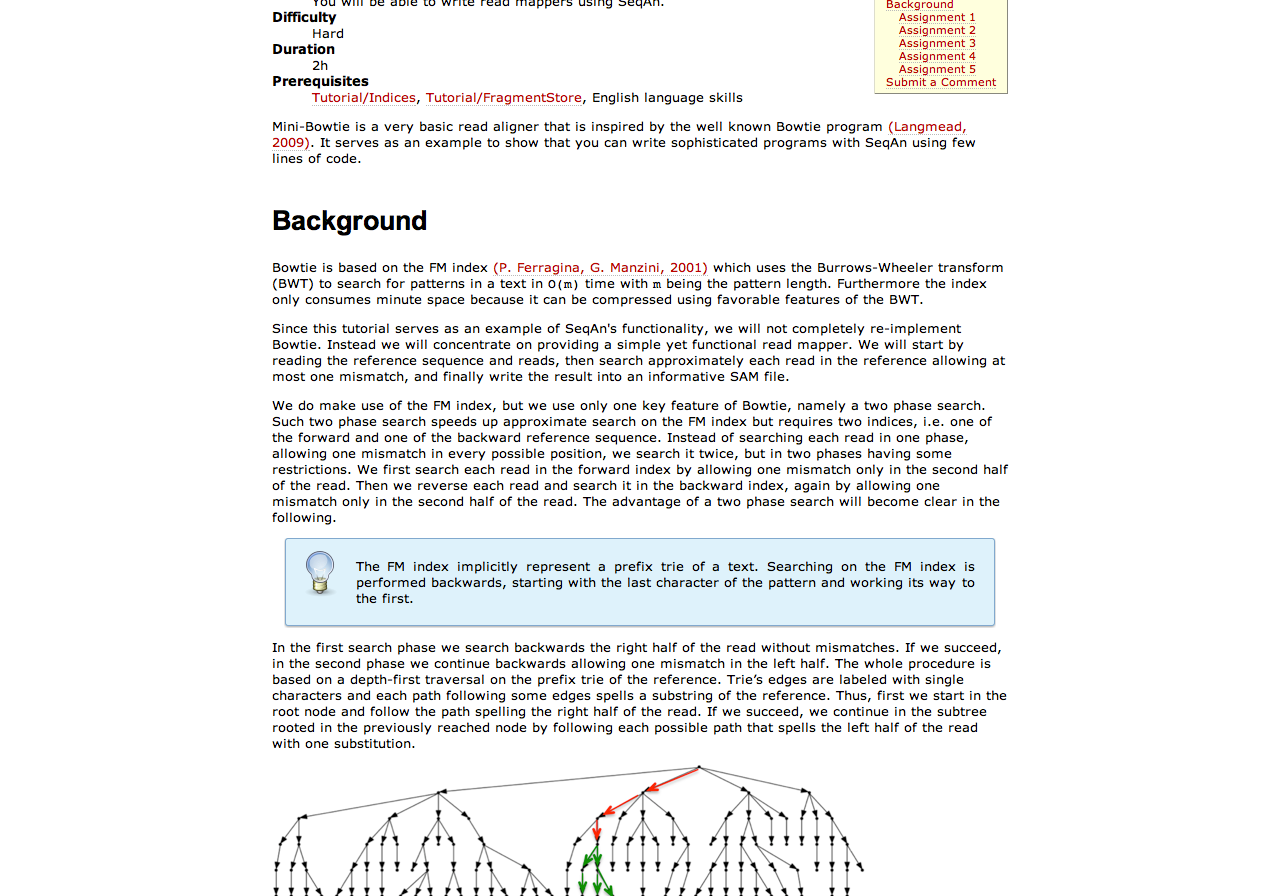 You will be able to write read mappers using SeqAn.
Difficulty
Hard
Duration
2h
Prerequisites
Tutorial/Indices, Tutorial/FragmentStore, English language skills
Background
Assignment 1
Assignment 2
Assignment 3
Assignment 4
Assignment 5
Submit a Comment
Mini-Bowtie is a very basic read aligner that is inspired by the well known Bowtie program (Langmead,
2009). It serves as an example to show that you can write sophisticated programs with SeqAn using few
lines of code.
Background
Bowtie is based on the FM index (P. Ferragina, G. Manzini, 2001) which uses the Burrows-Wheeler transform
(BWT) to search for patterns in a text in O(m) time with m being the pattern length. Furthermore the index
only consumes minute space because it can be compressed using favorable features of the BWT.
Since this tutorial serves as an example of SeqAn's functionality, we will not completely re-implement
Bowtie. Instead we will concentrate on providing a simple yet functional read mapper. We will start by
reading the reference sequence and reads, then search approximately each read in the reference allowing at
most one mismatch, and finally write the result into an informative SAM file.
We do make use of the FM index, but we use only one key feature of Bowtie, namely a two phase search.
Such two phase search speeds up approximate search on the FM index but requires two indices, i.e. one of
the forward and one of the backward reference sequence. Instead of searching each read in one phase,
allowing one mismatch in every possible position, we search it twice, but in two phases having some
restrictions. We first search each read in the forward index by allowing one mismatch only in the second half
of the read. Then we reverse each read and search it in the backward index, again by allowing one
mismatch only in the second half of the read. The advantage of a two phase search will become clear in the
following.
The FM index implicitly represent a prefix trie of a text. Searching on the FM index is
performed backwards, starting with the last character of the pattern and working its way to
the first.
In the first search phase we search backwards the right half of the read without mismatches. If we succeed,
in the second phase we continue backwards allowing one mismatch in the left half. The whole procedure is
based on a depth-first traversal on the prefix trie of the reference. Trie’s edges are labeled with single
characters and each path following some edges spells a substring of the reference. Thus, first we start in the
root node and follow the path spelling the right half of the read. If we succeed, we continue in the subtree
rooted in the previously reached node by following each possible path that spells the left half of the read
with one substitution.